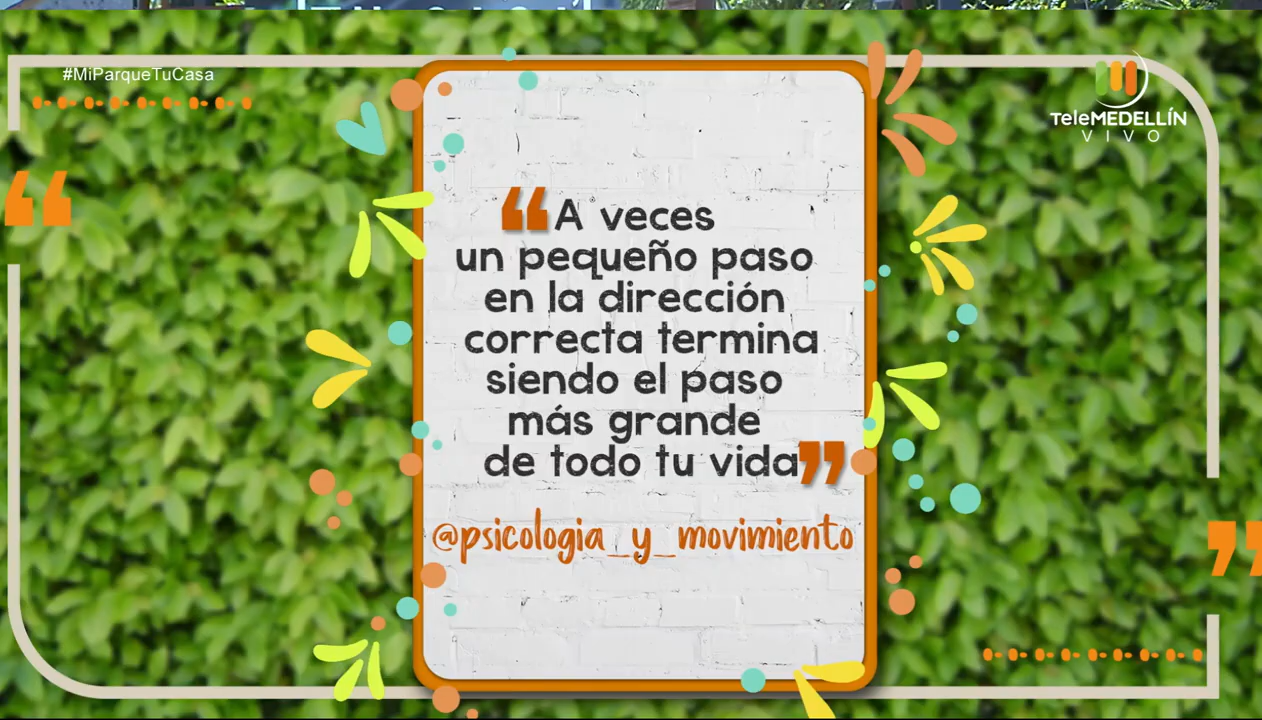 #MiParqueTuCasa
TeleMEDELLÍN
VIVO
“A veces
un pequeño paso
en la dirección
correcta termina
siendo el paso
más grande
de todo tu vida”
@psicologia_y_movimiento